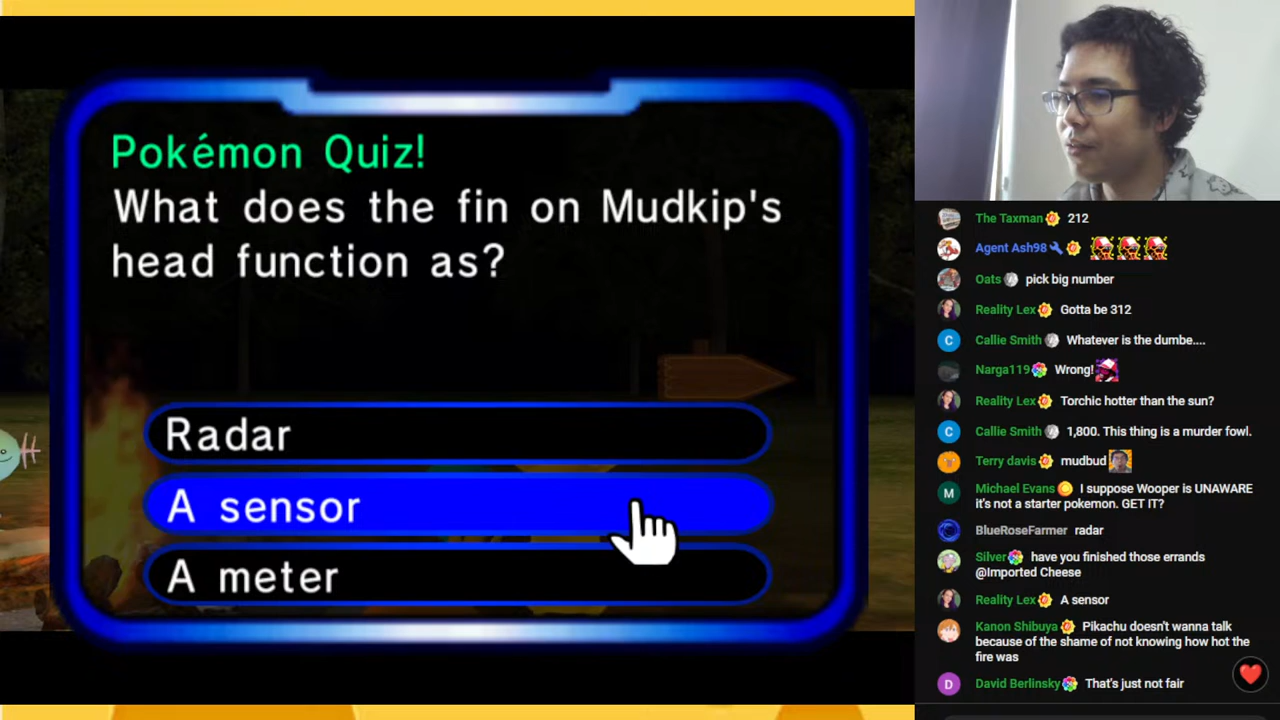 Pokémon Quiz!
What does the fin on Mudkip's
head function as?
Radar
A sensor
A meter
The Taxman 212
Agent Ash98
Oats pick big number
Reality Lex Gotta be 312
C Callie Smith Whatever is the dumbe....
Narga119 Wrong!
Reality Lex Torchic hotter than the sun?
C Callie Smith 1,800. This thing is a murder fowl.
Terry davis mudbud
M Michael Evans I suppose Wooper is UNAWARE
it's not a starter pokemon. GET IT?
BlueRoseFarmer radar
Silver have you finished those errands
@Imported Cheese
Reality Lex A sensor
Kanon Shibuya Pikachu doesn't wanna talk
because of the shame of not knowing how hot the
fire was
D David Berlinsky That's just not fair